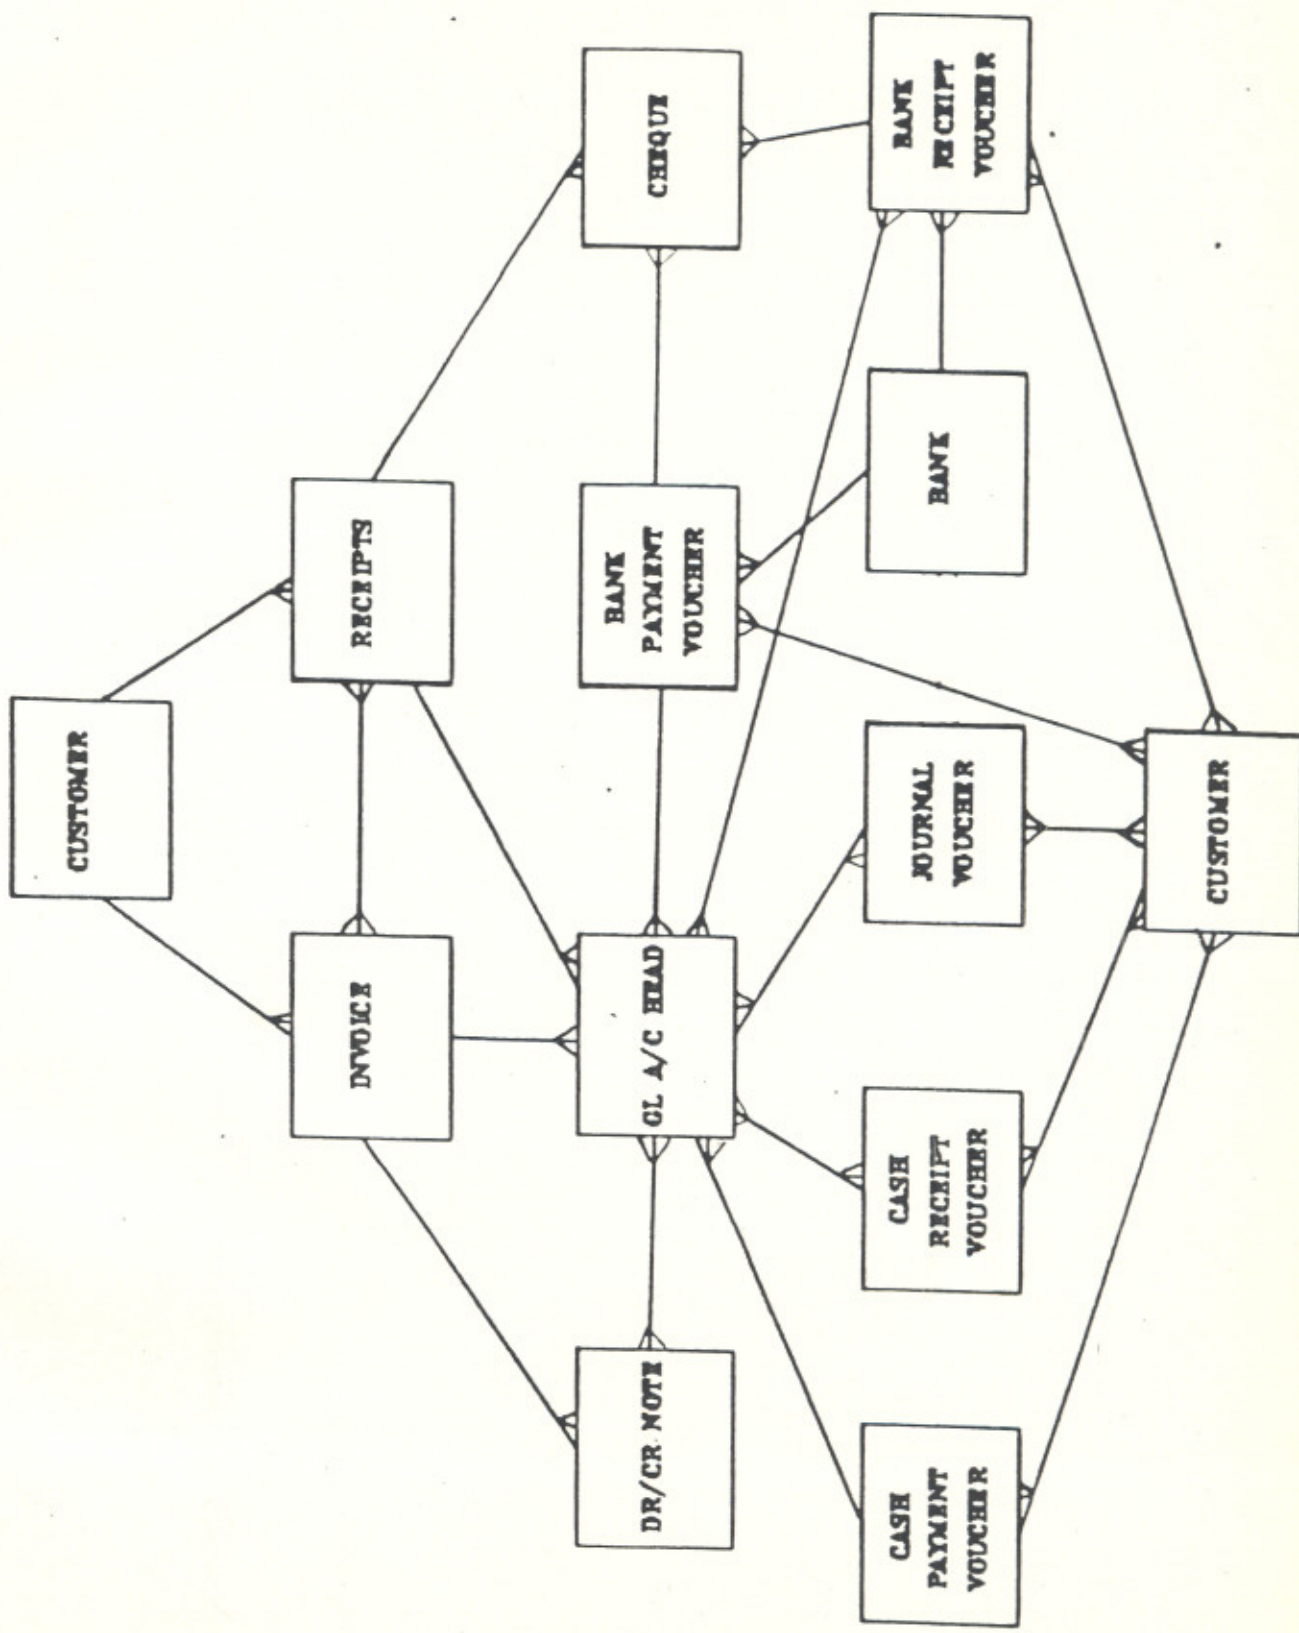 CUSTOMER
INVOICE
RECEIPTS
DR/CR NOTE
GL A/C HEAD
BANK
PAYMENT
VOUCHER
CHEQUE
CASH
PAYMENT
VOUCHER
CASH
RECEIPT
VOUCHER
JOURNAL
VOUCHER
BANK
BANK
RECEIPT
VOUCHER
CUSTOMER